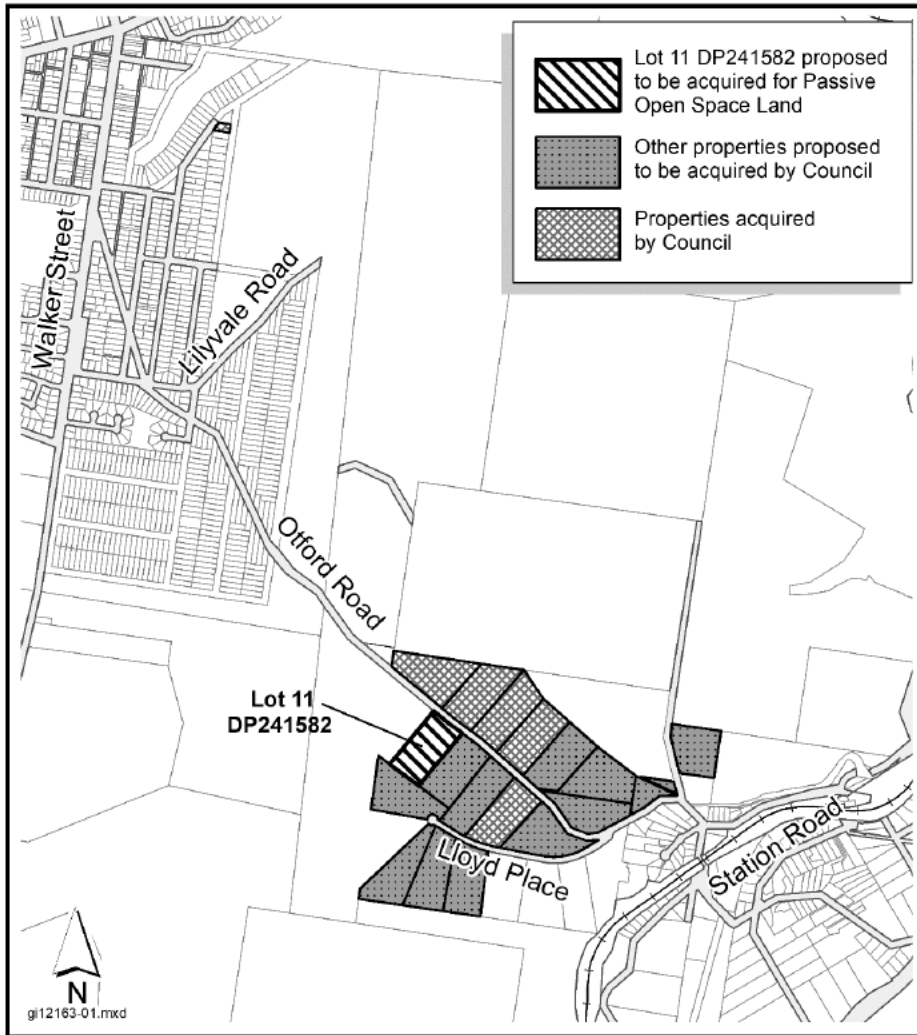 Lot 11 DP241582 proposed
to be acquired for Passive
Open Space Land
Other properties proposed
to be acquired by Council
Properties acquired
by Council
Walker Street
Lilyvale Road
Otford Road
Lot 11
DP241582
Lloyd Place
Station Road
N
gi12163-01.mxd